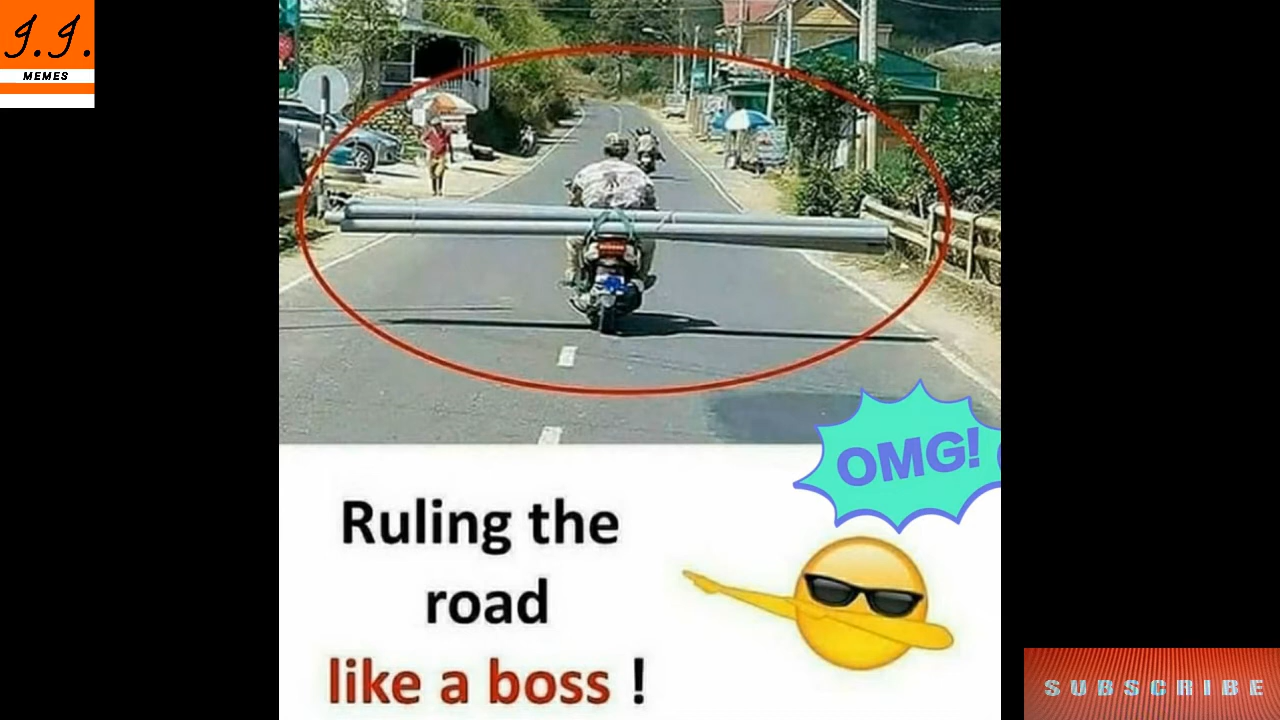 J.J.
MEMES
OMG!
Ruling the
road
like a boss !
SUBSCRIBE